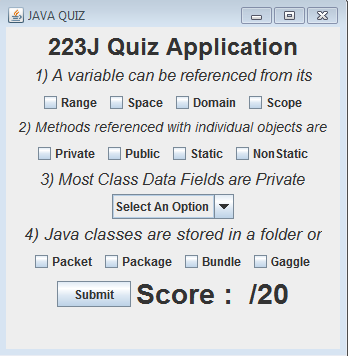 JAVA QUIZ
223J Quiz Application
1) A variable can be referenced from its
Range Space Domain Scope
2) Methods referenced with individual objects are
Private Public Static NonStatic
3) Most Class Data Fields are Private
Select An Option
4) Java classes are stored in a folder or
Packet Package Bundle Gaggle
Submit Score : /20